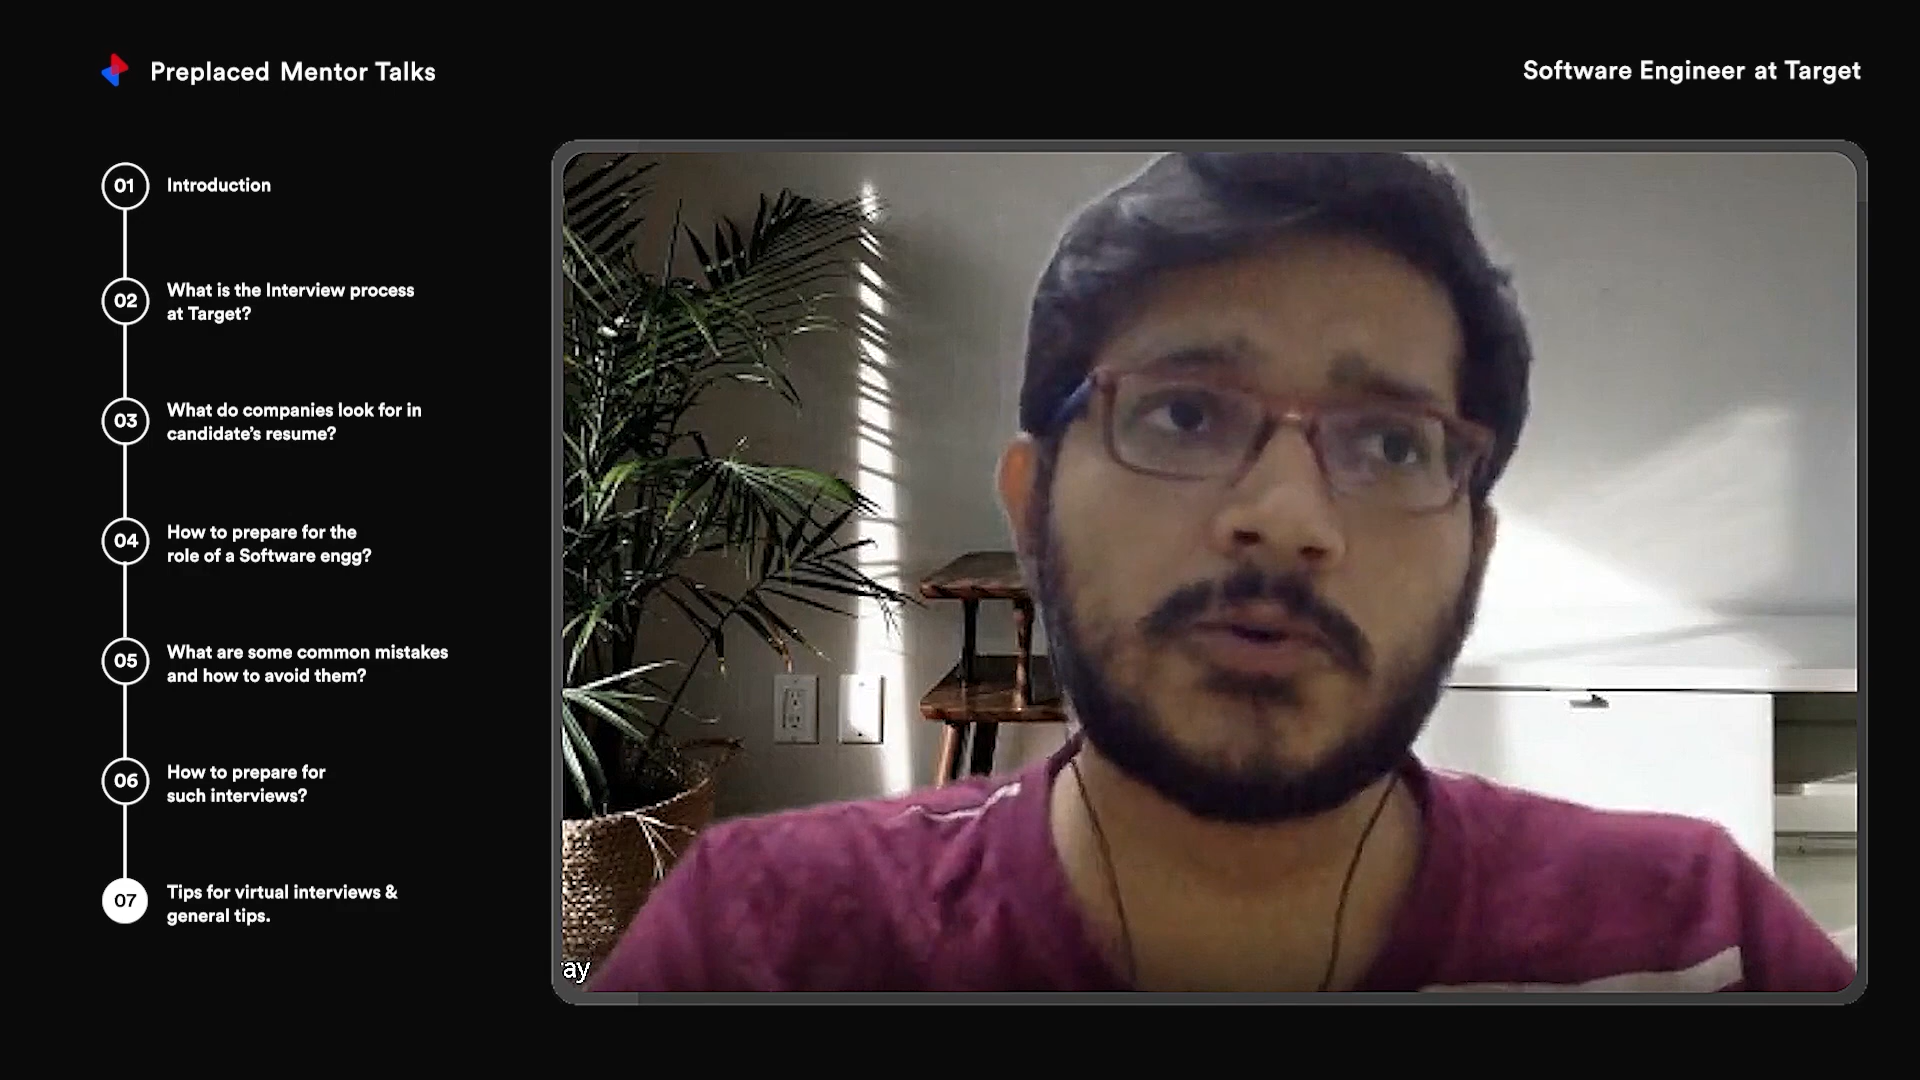 Preplaced Mentor Talks
Software Engineer at Target
01 Introduction
02 What is the Interview process
at Target?
03 What do companies look for in
candidate's resume?
04 How to prepare for the
role of a Software engg?
05 What are some common mistakes
and how to avoid them?
06 How to prepare for
such interviews?
07 Tips for virtual interviews &
general tips.
ay